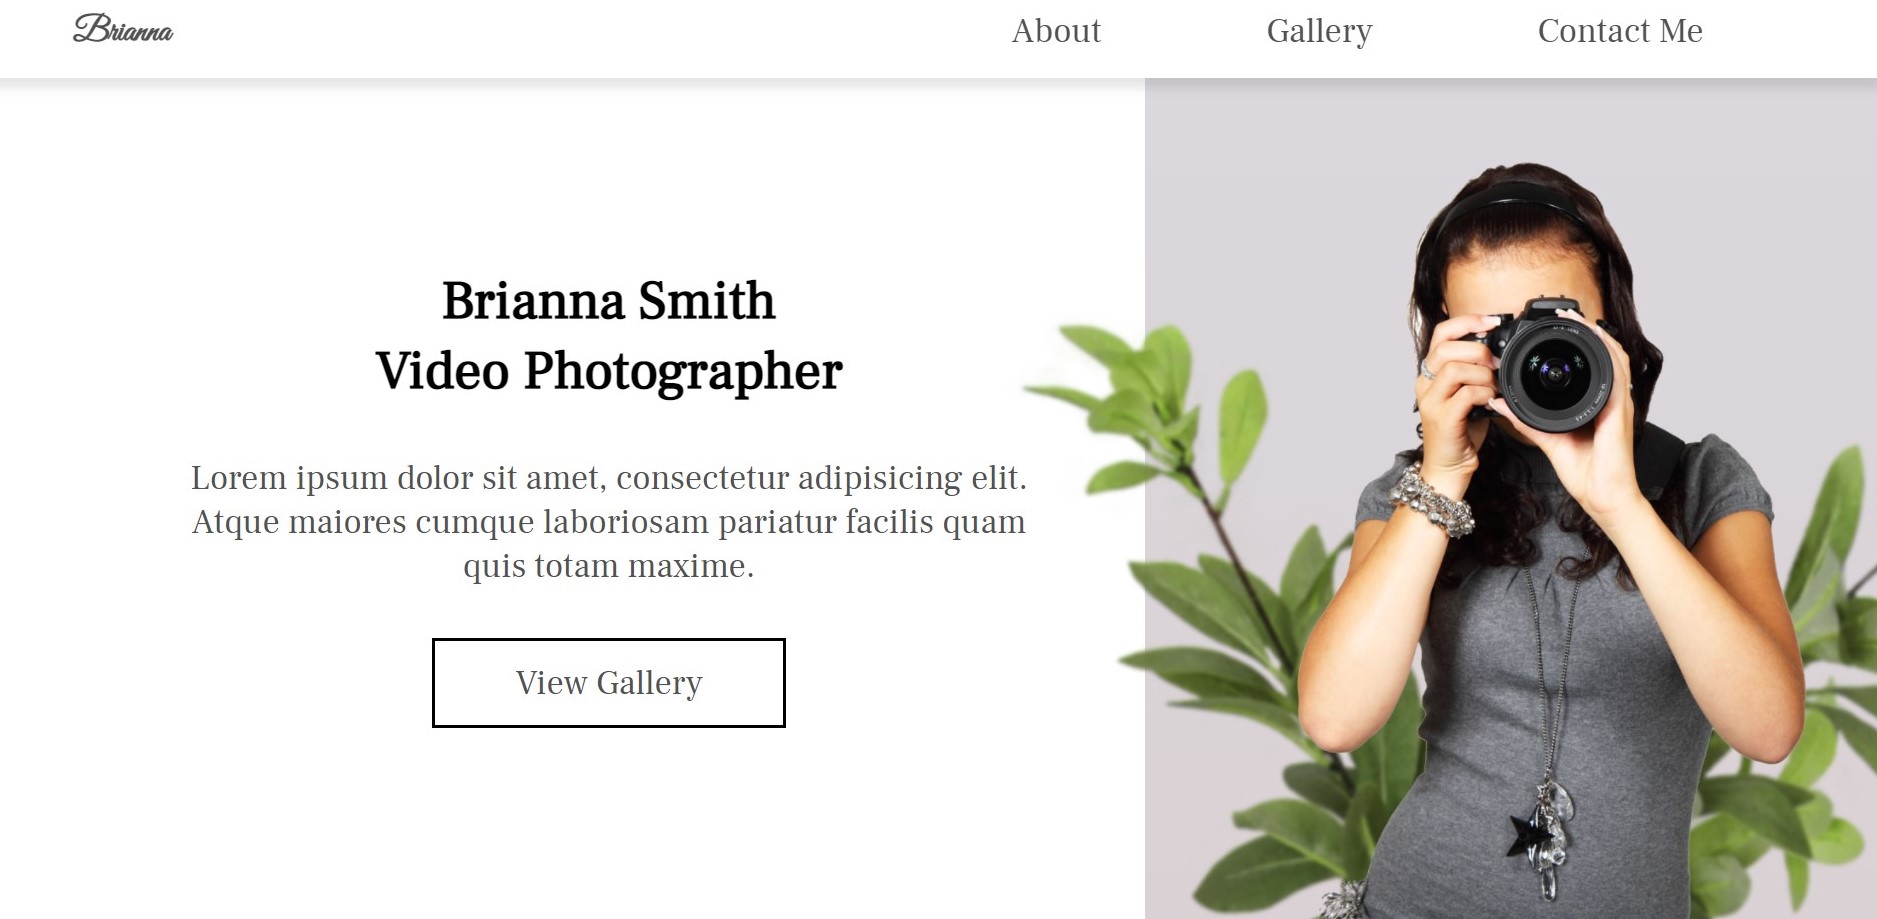 Brianna
About
Gallery
Contact Me
Brianna Smith
Video Photographer
Lorem ipsum dolor sit amet, consectetur adipisicing elit.
Atque maiores cumque laboriosam pariatur facilis quam
quis totam maxime.
View Gallery